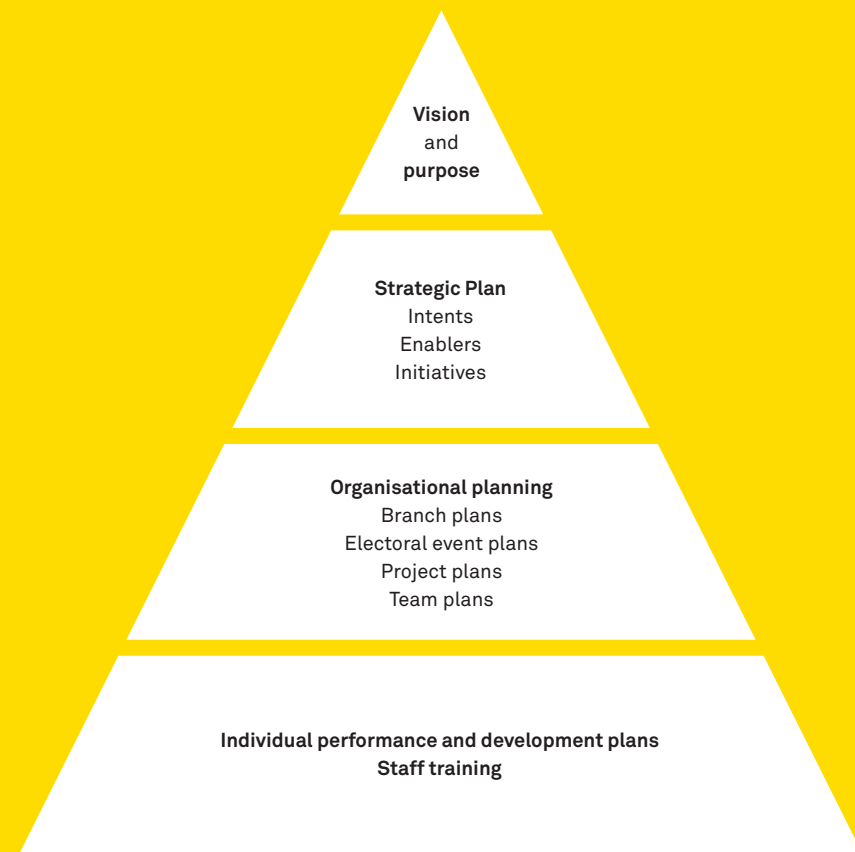 Vision
and
purpose
Strategic Plan
Intents
Enablers
Initiatives
Organisational planning
Branch plans
Electoral event plans
Project plans
Team plans
Individual performance and development plans
Staff training